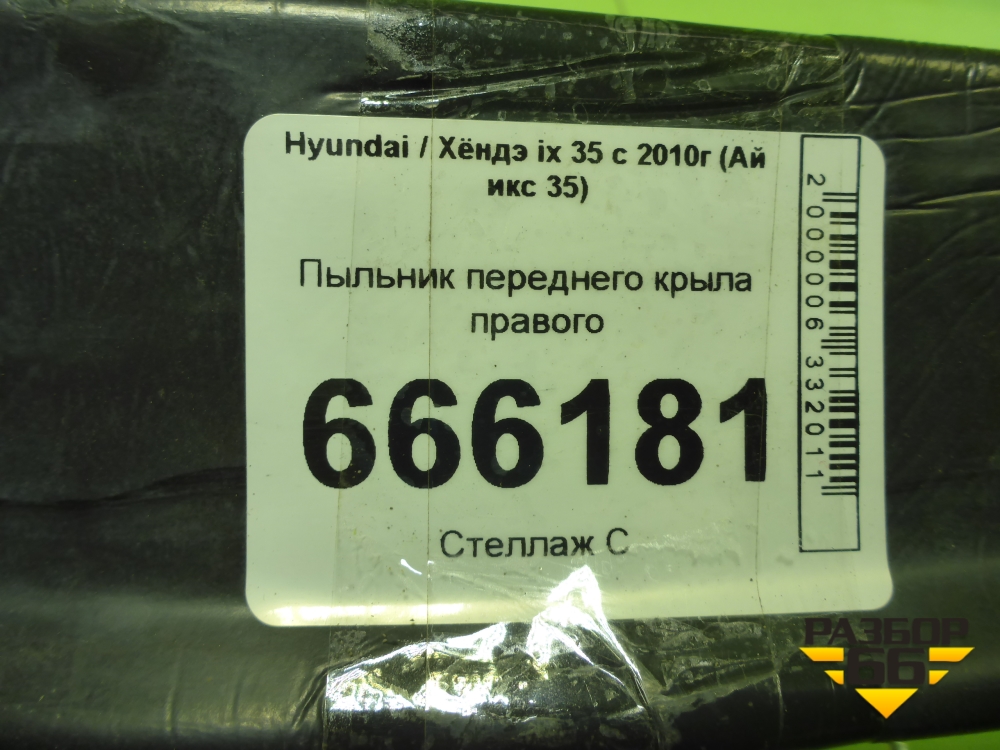 Hyundai / Хёндэ ix 35 с 2010г (Ай
икс 35)
Пыльник переднего крыла
правого
666181
Стеллаж С
2000006332011
РАЗБОР
66